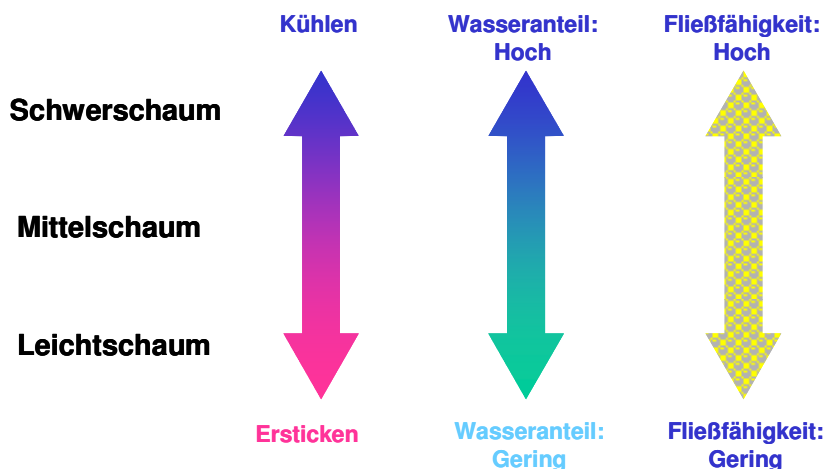 Kühlen
Wasseranteil:
Hoch
Fließfähigkeit:
Hoch
Schwerschaum
Mittelschaum
Leichtschaum
Ersticken
Wasseranteil:
Gering
Fließfähigkeit:
Gering